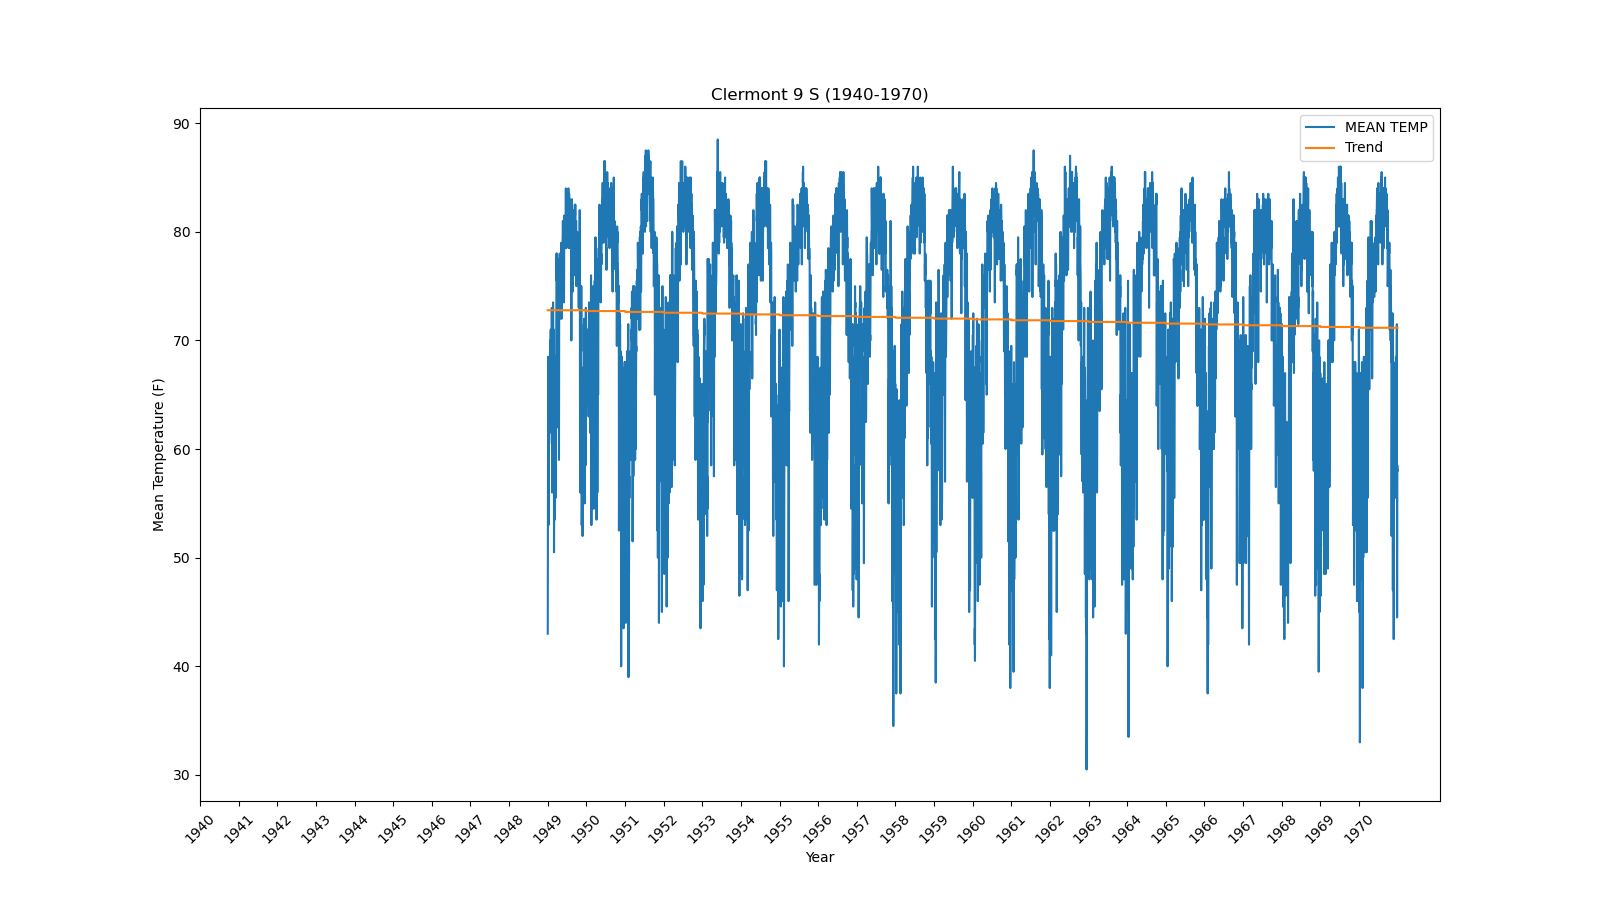 Clermont 9 S (1940-1970)
MEAN TEMP
Trend
90
80
70
60
50
40
30
Mean Temperature (F)
1940 1941 1942 1943 1944 1945 1946 1947 1948 1949 1950 1951 1952 1953 1954 1955 1956 1957 1958 1959 1960 1961 1962 1963 1964 1965 1966 1967 1968 1969 1970
Year